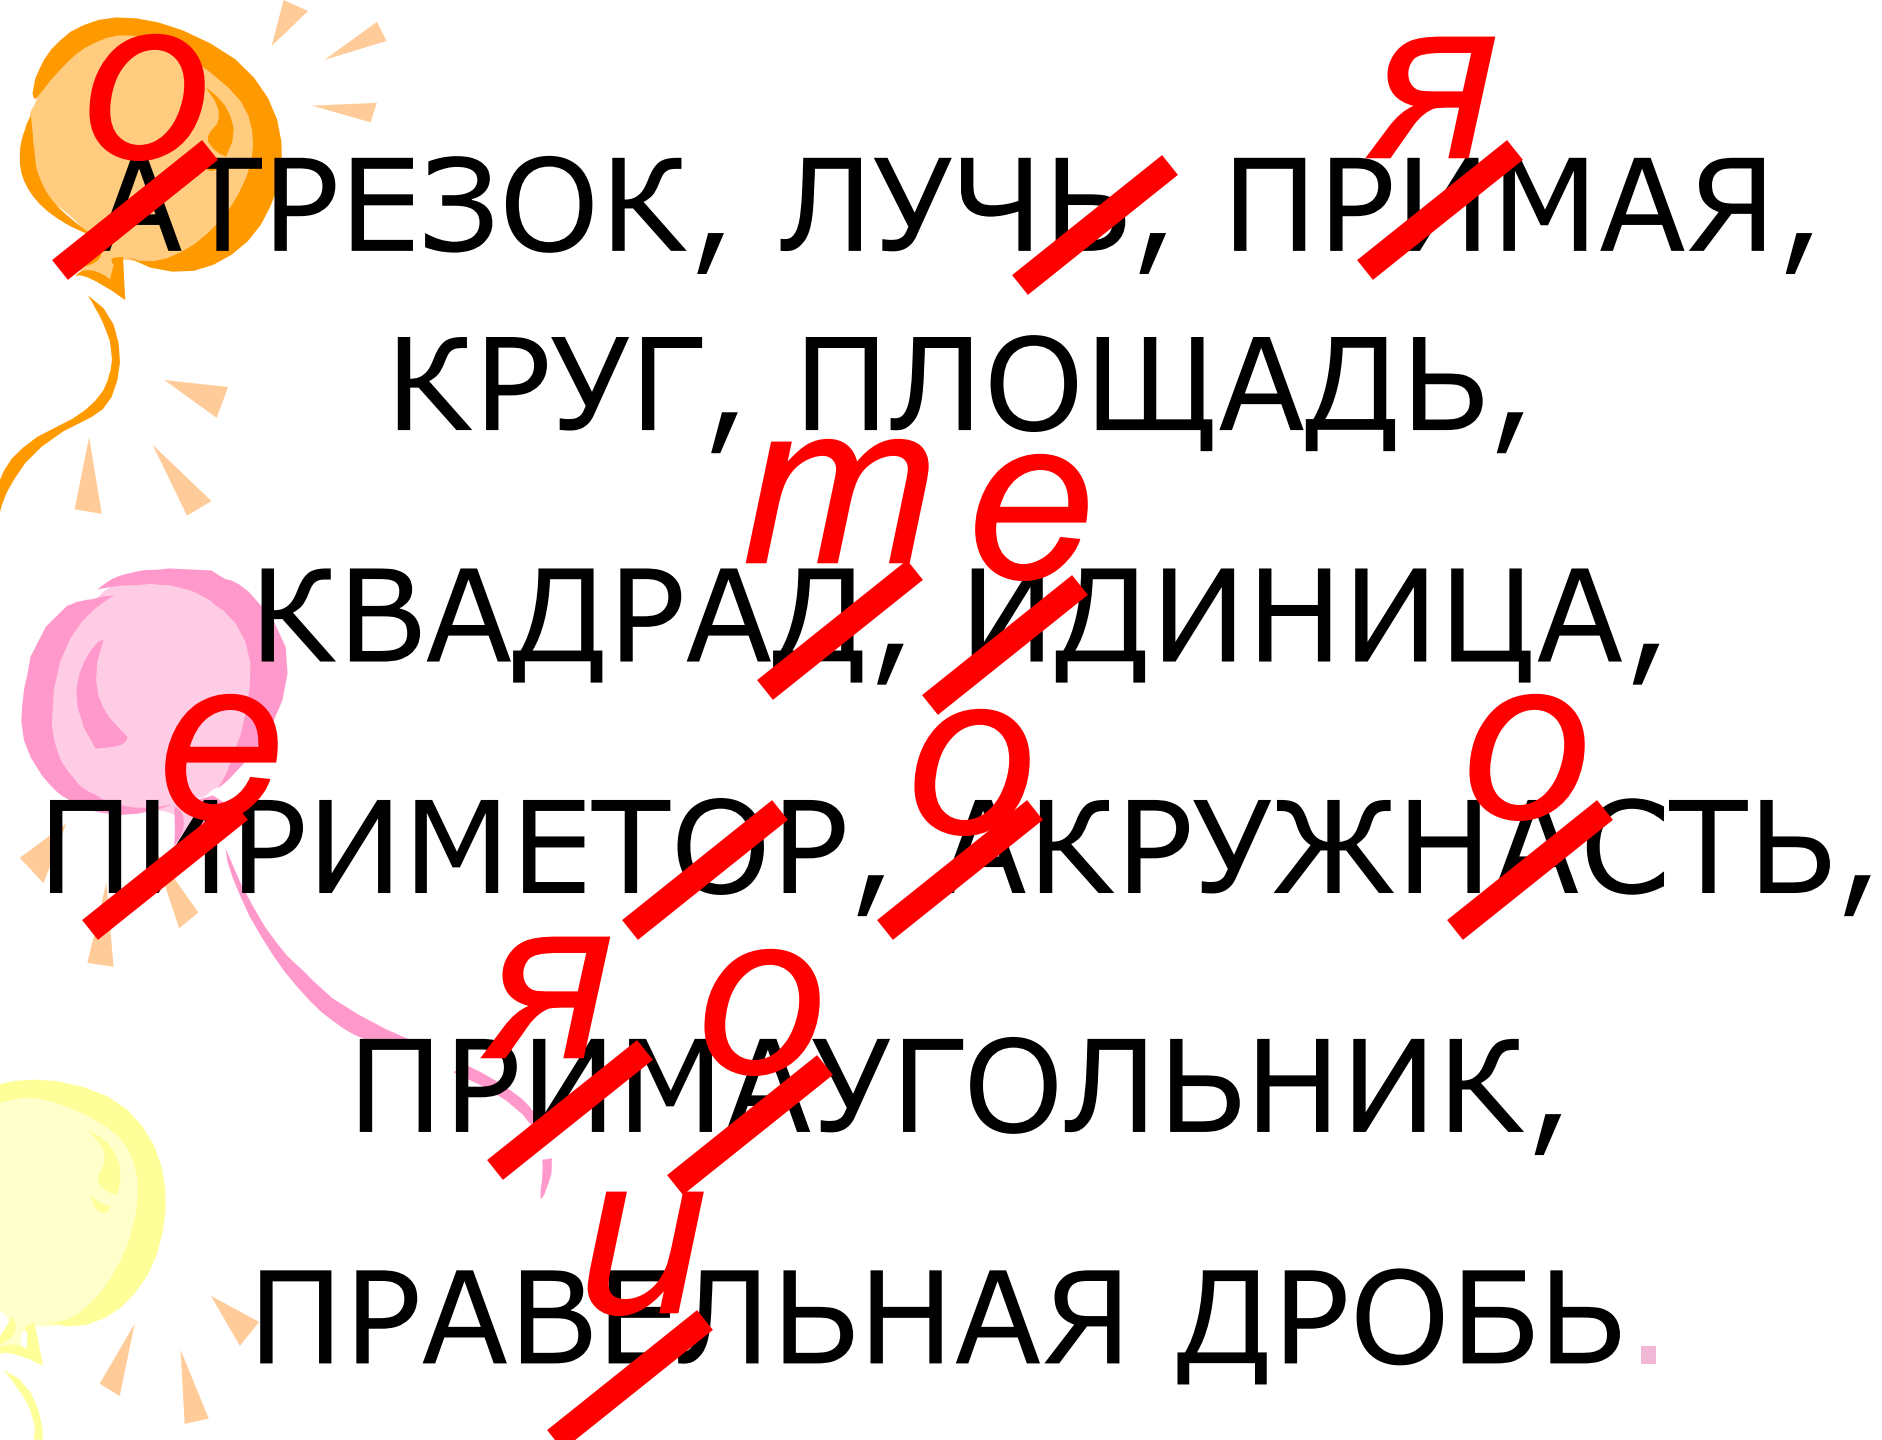 о я
АТРЕЗОК, ЛУЧЬ, ПРИМАЯ,
КРУГ, ПЛОЩАДЬ,
т е
КВАДРАД, ИДИНИЦА,
е о о
ПИРИМЕТОР, АКРУЖНАСТЬ,
я о
ПРИМАУГОЛЬНИК,
и
ПРАВЕЛЬНАЯ ДРОБЬ.